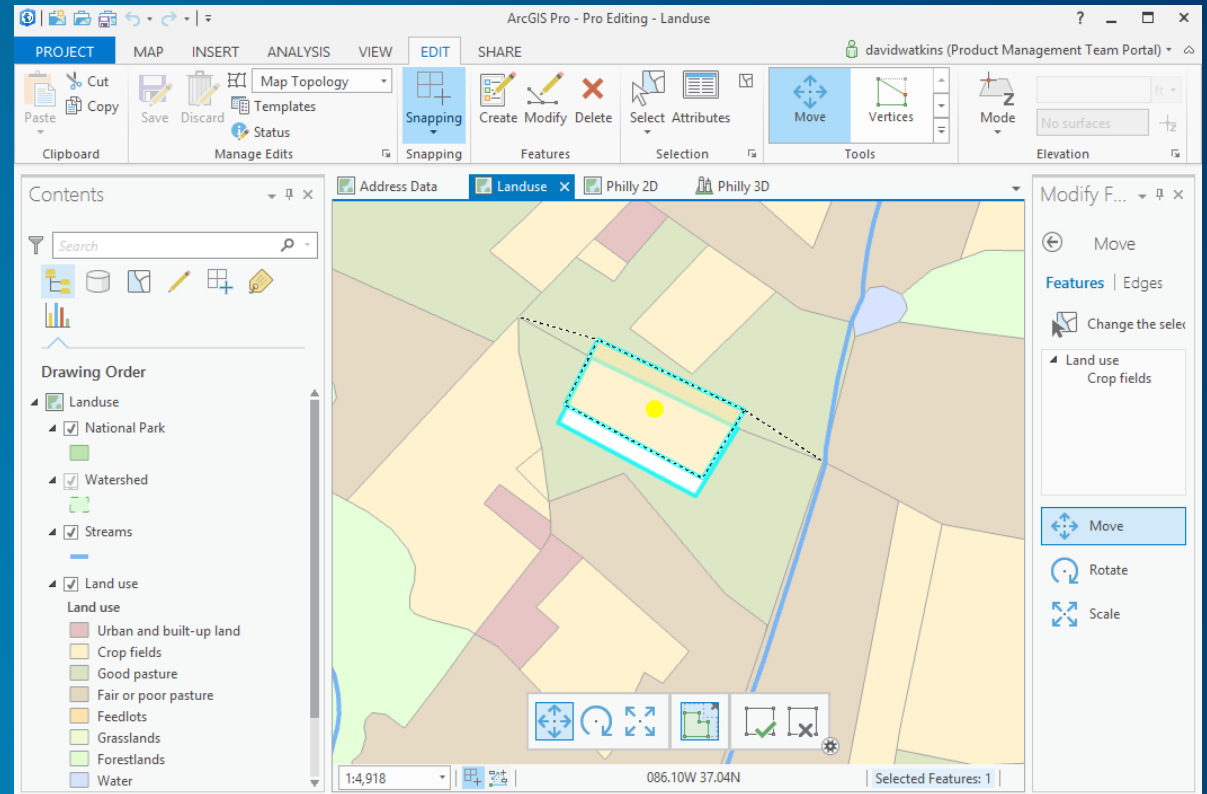 ArcGIS Pro - Pro Editing - Landuse
?
PROJECT MAP INSERT ANALYSIS VIEW EDIT SHARE davidwatkins (Product Management Team Portal)
Paste
Cut
Copy
Clipboard
Save
Discard
Map Topology
Templates
Status
Manage Edits
Snapping
Snapping
Create
Modify
Delete
Features
Select
Attributes
Selection
Move
Vertices
Tools
Z
Mode
ft
No surfaces
Elevation
Contents
Search
Drawing Order
Landuse
National Park
Watershed
Streams
Land use
Land use
Urban and built-up land
Crop fields
Good pasture
Fair or poor pasture
Feedlots
Grasslands
Forestlands
Water
Address Data Landuse Philly 2D Philly 3D
1:4,918
086.10W 37.04N
Selected Features: 1
Modify F...
Move
Features | Edges
Change the selec
Land use
Crop fields
Move
Rotate
Scale